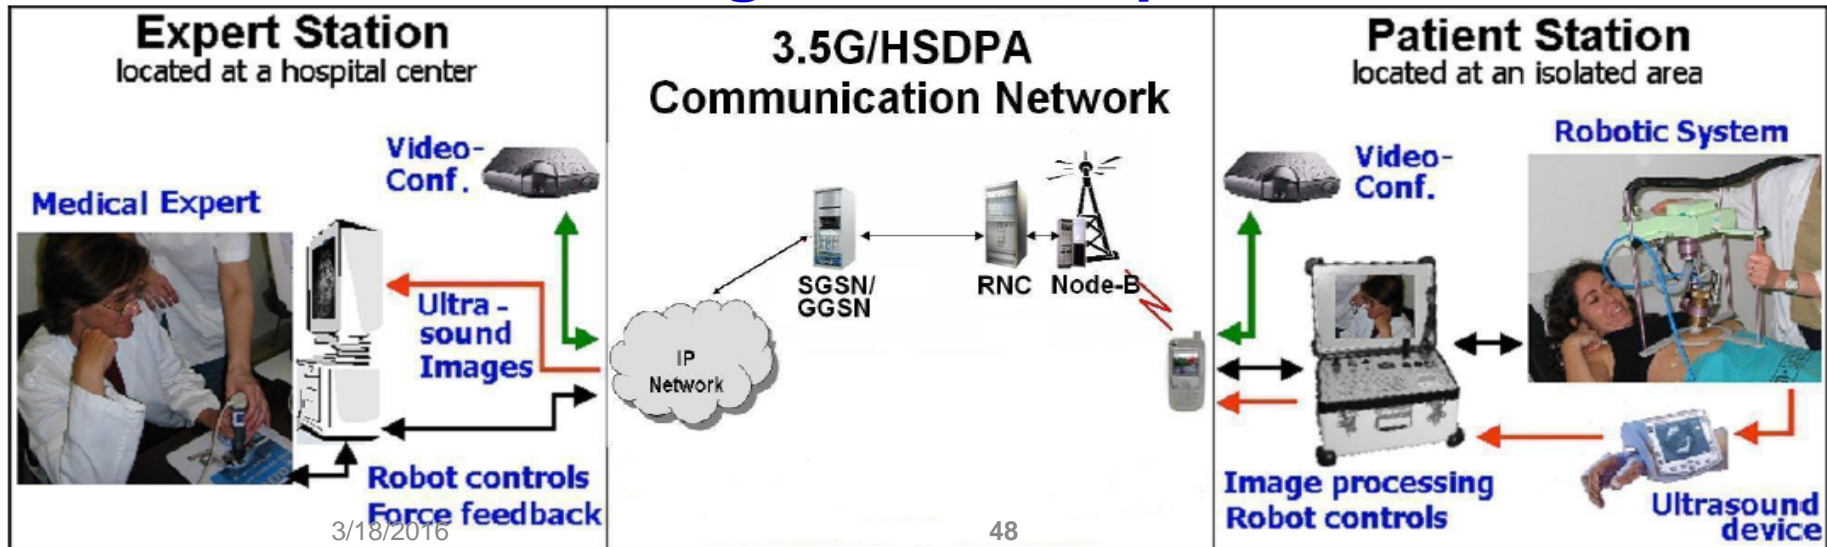 Expert Station
located at a hospital center
Video-
Conf.
Medical Expert
Ultra -
sound
Images
Robot controls
Force feedback
3/18/2016
3.5G/HSDPA
Communication Network
SGSN/
GGSN
RNC
Node-B
IP
Network
48
Patient Station
located at an isolated area
Robotic System
Video-
Conf.
Image processing
Robot controls
Ultrasound
device